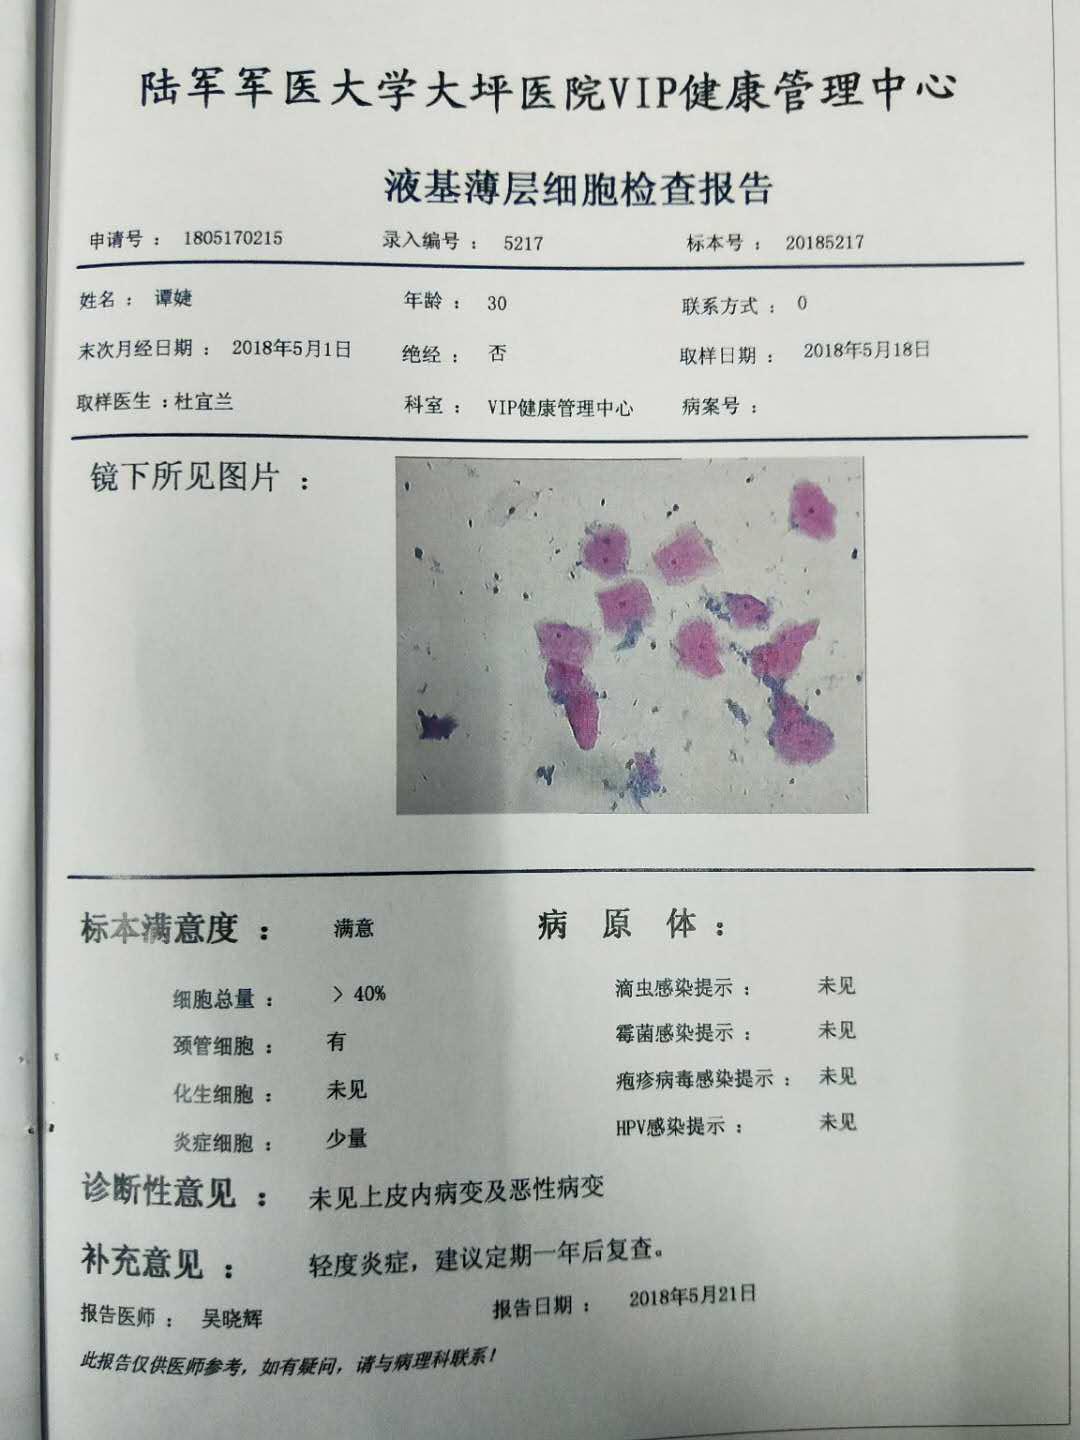 陆军军医大学大坪医院VIP健康管理中心
液基薄层细胞检查报告
申请号 ： 1805170215 录入编号 ： 5217 标本号 ： 20185217
姓名 ： 谭婕 年龄 ： 30 联系方式 ： 0
末次月经日期 ： 2018年5月1日 绝经 ： 否 取样日期 ： 2018年5月18日
取样医生 ：杜宜兰 科室 ： VIP健康管理中心 病案号 ：
镜下所见图片 ：
标本满意度 ： 满意 病 原 体 ：
细胞总量 ： > 40% 滴虫感染提示 ： 未见
颈管细胞 ： 有 霉菌感染提示 ： 未见
化生细胞 ： 未见 疱疹病毒感染提示 ： 未见
炎症细胞 ： 少量 HPV感染提示 ： 未见
诊断性意见 ： 未见上皮内病变及恶性病变
补充意见 ： 轻度炎症，建议定期一年后复查。
报告医师 ： 吴晓辉 报告日期 ： 2018年5月21日
此报告仅供医师参考，如有疑问，请与病理科联系！